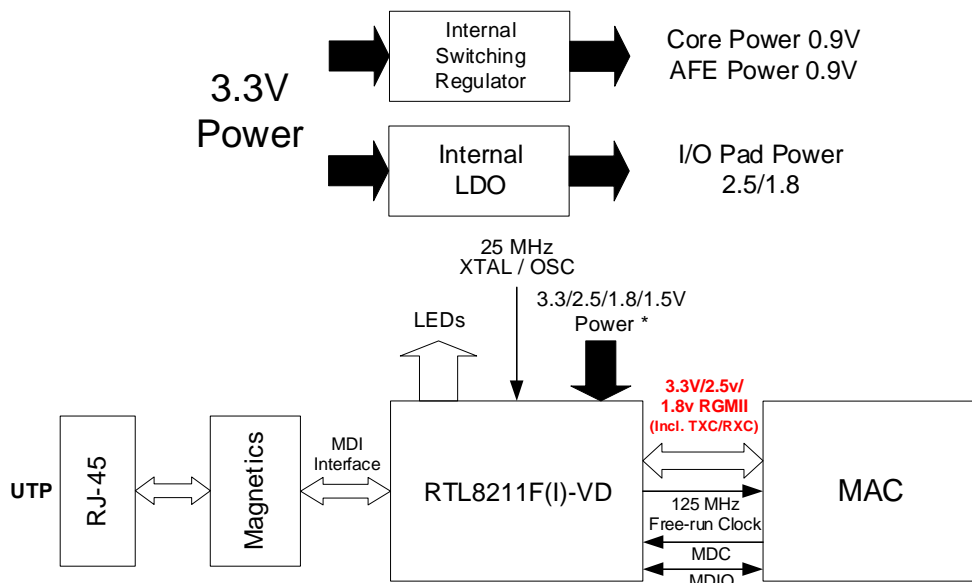 Internal
Switching
Regulator
Core Power 0.9V
AFE Power 0.9V
3.3V
Power
Internal
LDO
I/O Pad Power
2.5/1.8
25 MHz
XTAL / OSC
3.3/2.5/1.8/1.5V
Power *
LEDs
3.3V/2.5v/
1.8v RGMII
(Incl. TXC/RXC)
UTP
RJ-45
Magnetics
MDI
Interface
RTL8211F(I)-VD
MAC
125 MHz
Free-run Clock
MDC
MDIO